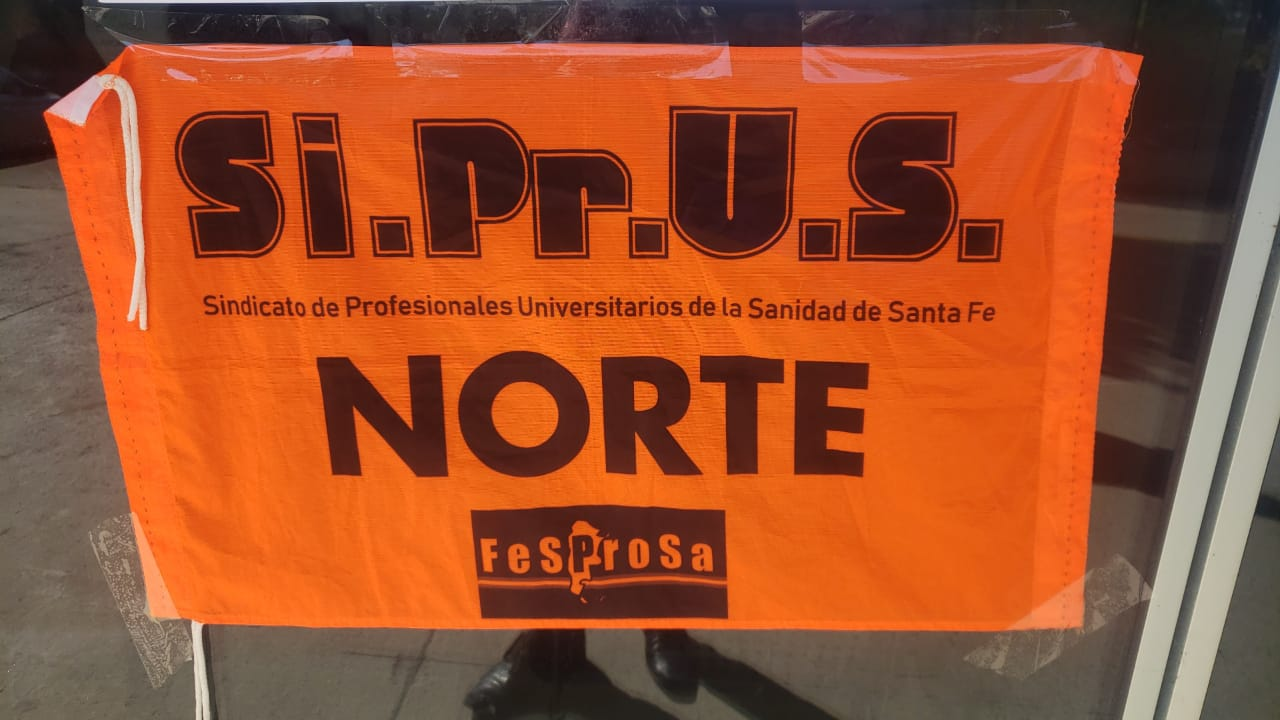 Si.Pr.U.S.
Sindicato de Profesionales Universitarios de la Sanidad de Santa Fe
NORTE
FeSProSa